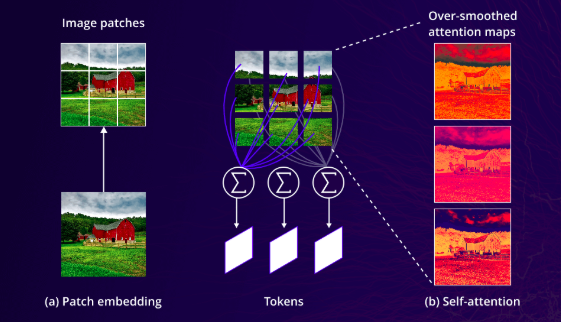 Image patches
Over-smoothed
attention maps
Σ Σ Σ
(a) Patch embedding
Tokens
(b) Self-attention